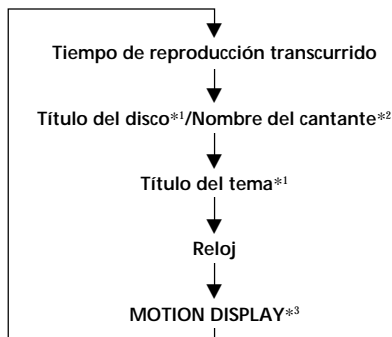 Tiempo de reproducción transcurrido
Título del disco*1/Nombre del cantante*2
Título del tema*1
Reloj
MOTION DISPLAY*3